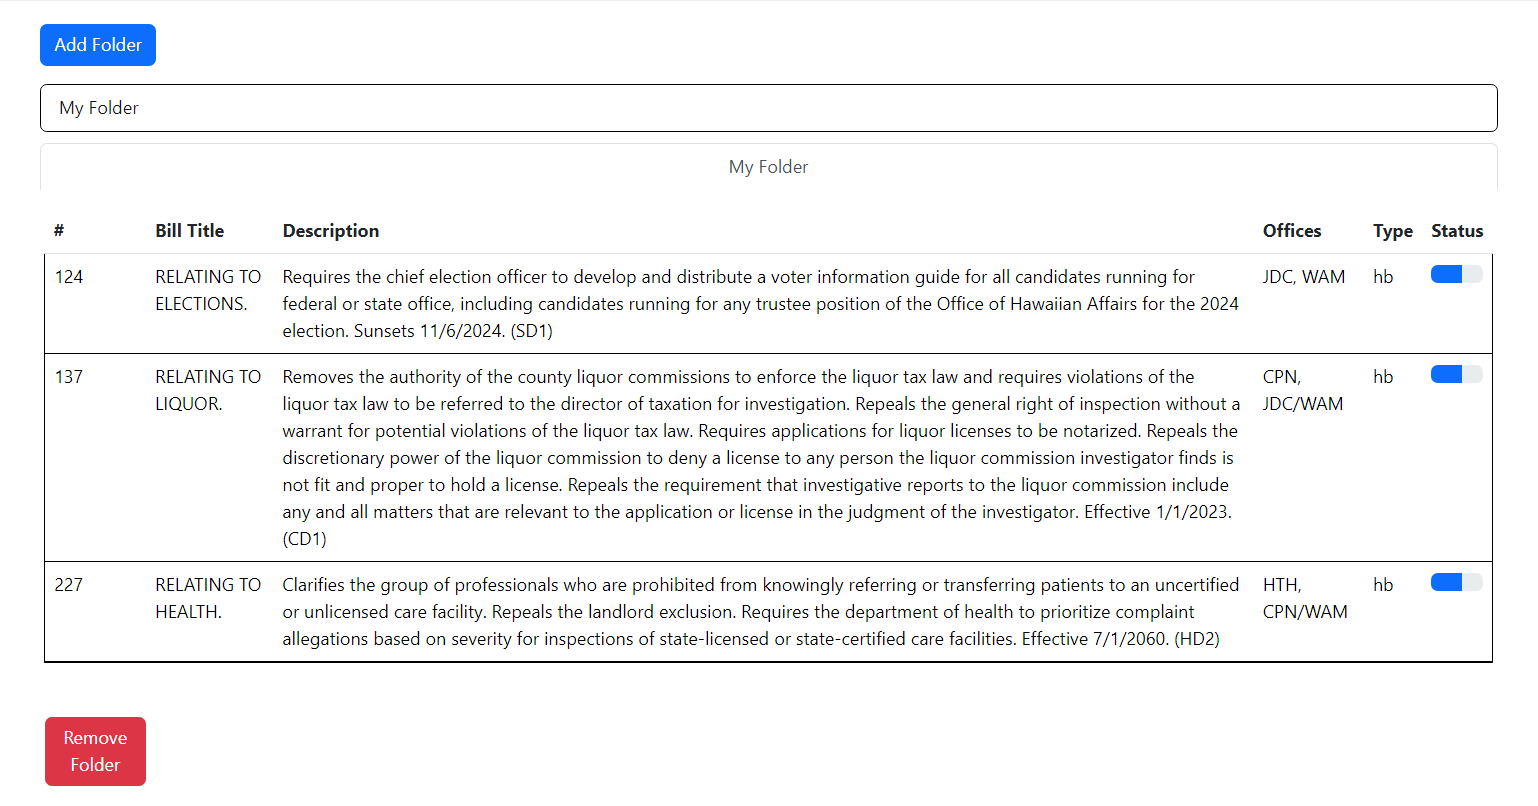 Add Folder
My Folder
My Folder
# Bill Title Description Offices Type Status
124 RELATING TO ELECTIONS. Requires the chief election officer to develop and distribute a voter information guide for all candidates running for
federal or state office, including candidates running for any trustee position of the Office of Hawaiian Affairs for the 2024
election. Sunsets 11/6/2024. (SD1) JDC, WAM hb
137 RELATING TO LIQUOR. Removes the authority of the county liquor commissions to enforce the liquor tax law and requires violations of the
liquor tax law to be referred to the director of taxation for investigation. Repeals the general right of inspection without a
warrant for potential violations of the liquor tax law. Requires applications for liquor licenses to be notarized. Repeals the
discretionary power of the liquor commission to deny a license to any person the liquor commission investigator finds is
not fit and proper to hold a license. Repeals the requirement that investigative reports to the liquor commission include
any and all matters that are relevant to the application or license in the judgment of the investigator. Effective 1/1/2023.
(CD1) CPN, JDC/WAM hb
227 RELATING TO HEALTH. Clarifies the group of professionals who are prohibited from knowingly referring or transferring patients to an uncertified
or unlicensed care facility. Repeals the landlord exclusion. Requires the department of health to prioritize complaint
allegations based on severity for inspections of state-licensed or state-certified care facilities. Effective 7/1/2060. (HD2) HTH, CPN/WAM hb
Remove
Folder